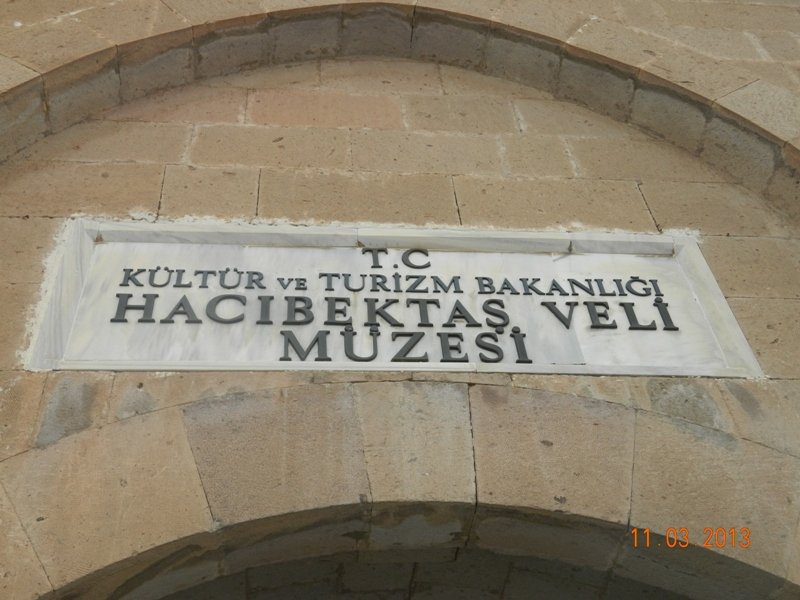 T.C
KÜLTÜR VE TURİZM BAKANLIĞI
HACIBEKTAŞ VELİ
MÜZESİ
11.03 2013